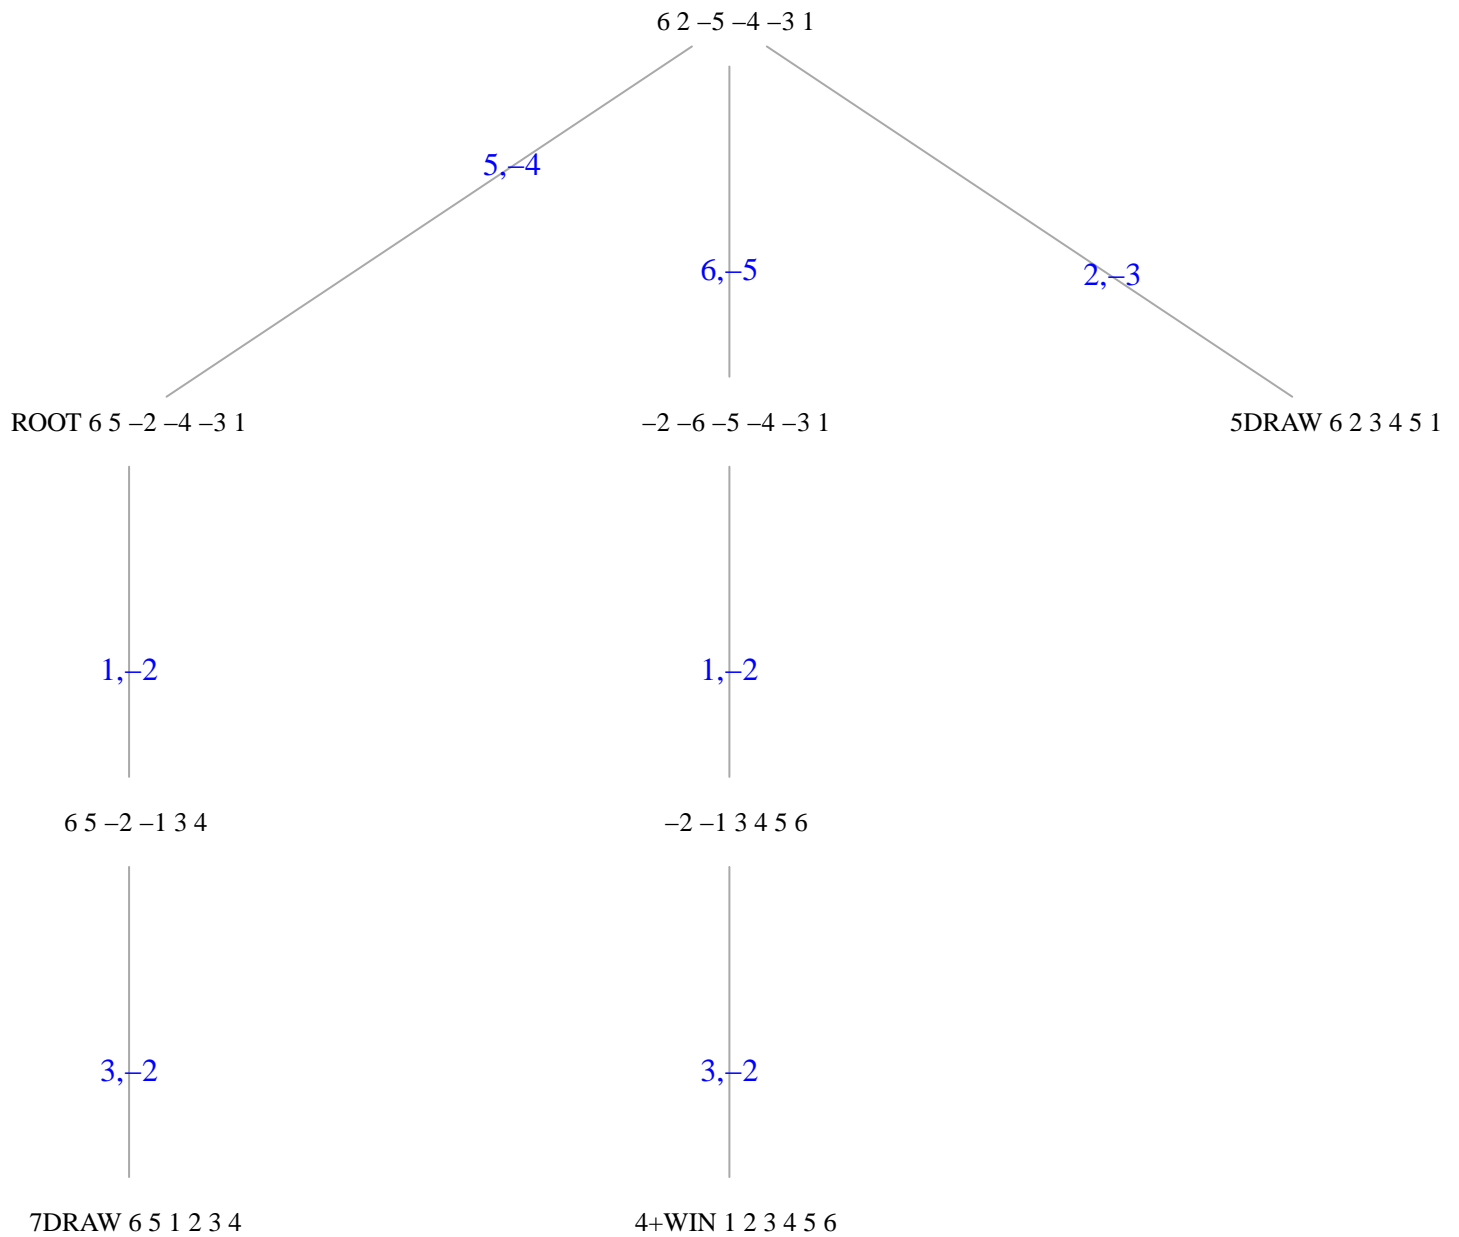 6 2 –5 –4 –3 1
5,–4
6,–5
2,–3
ROOT 6 5 –2 –4 –3 1
–2 –6 –5 –4 –3 1
5DRAW 6 2 3 4 5 1
1,–2
1,–2
6 5 –2 –1 3 4
–2 –1 3 4 5 6
3,–2
3,–2
7DRAW 6 5 1 2 3 4
4+WIN 1 2 3 4 5 6